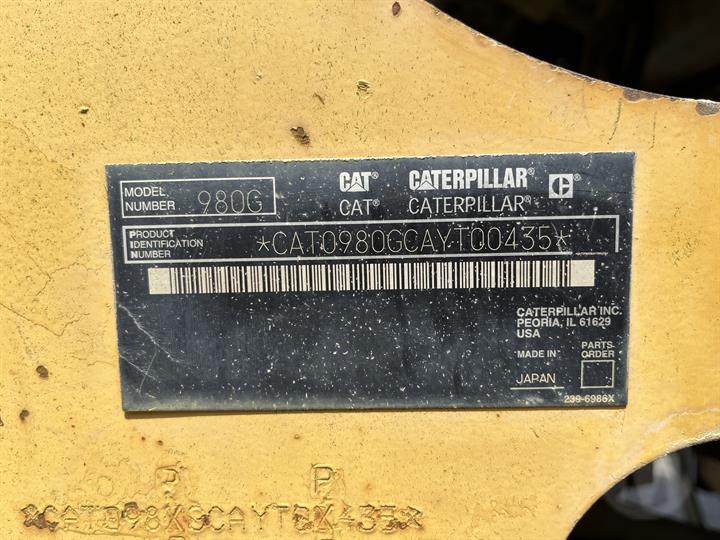 CAT CATERPILLAR C
MODEL NUMBER 980G
CAT® CATERPILLAR®
PRODUCT IDENTIFICATION NUMBER *CAT0980GCAYT00435*
CATERPILLAR INC.
PEORIA, IL 61629
USA
MADE IN
JAPAN
PARTS
ORDER
239-6986X
P P